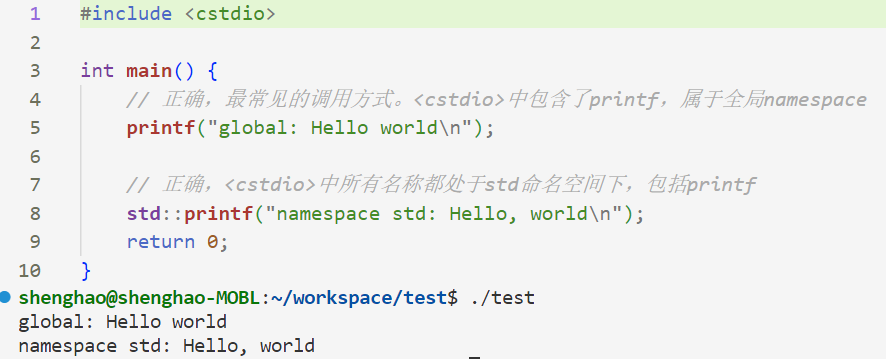 1 #include <cstdio>
2
3 int main() {
4 // 正确，最常见的调用方式。<cstdio>中包含了printf，属于全局namespace
5 printf("global: Hello world\n");
6
7 // 正确，<cstdio>中所有名称都处于std命名空间下，包括printf
8 std::printf("namespace std: Hello, world\n");
9 return 0;
10 }
shenghao@shenghao-MOBL:~/workspace/test$ ./test
global: Hello world
namespace std: Hello, world